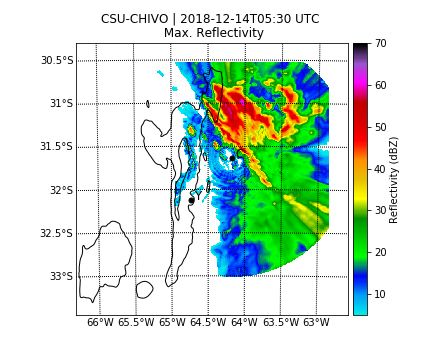 CSU-CHIVO | 2018-12-14T05:30 UTC
Max. Reflectivity
30.5°S
31°S
31.5°S
32°S
32.5°S
33°S
66°W 65.5°W 65°W 64.5°W 64°W 63.5°W 63°W
70
60
50
40
30
20
10
Reflectivity (dBZ)